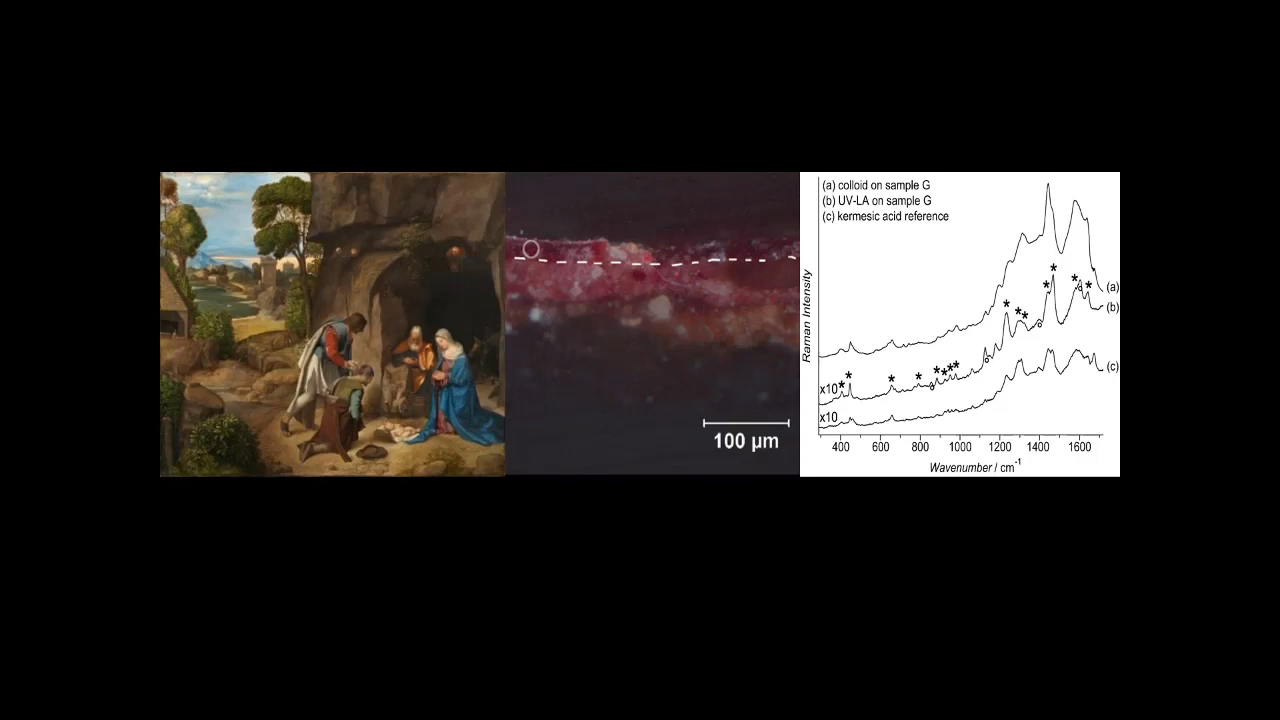 100 µm
(a) colloid on sample G
(b) UV-LA on sample G
(c) kermesic acid reference
Raman Intensity
(a)
(b)
(c)
x10
x10
400 600 800 1000 1200 1400 1600
Wavenumber / cm-1